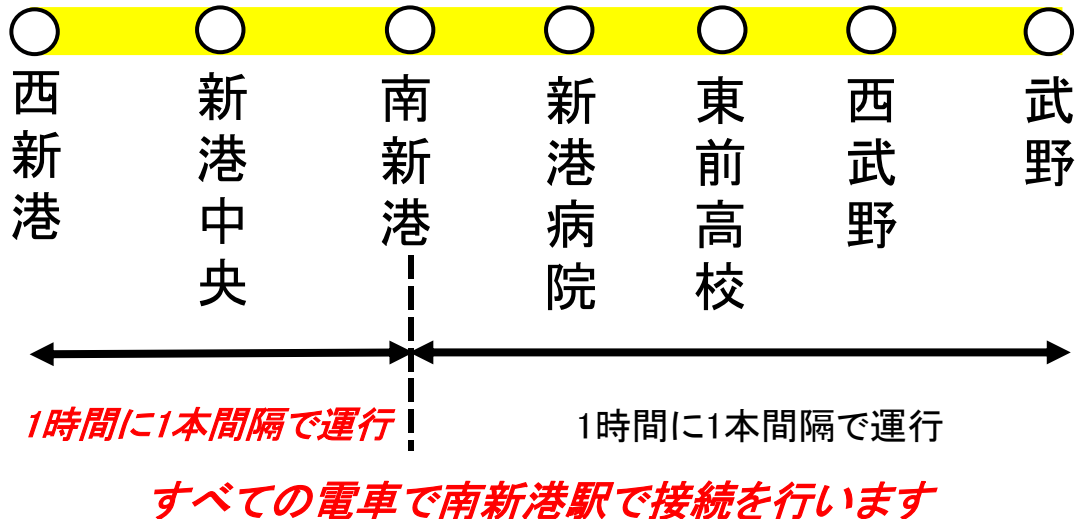 西新港
新港中央
南新港
新港病院
東前高校
西武野
武野
1時間に1本間隔で運行
1時間に1本間隔で運行
すべての電車で南新港駅で接続を行います